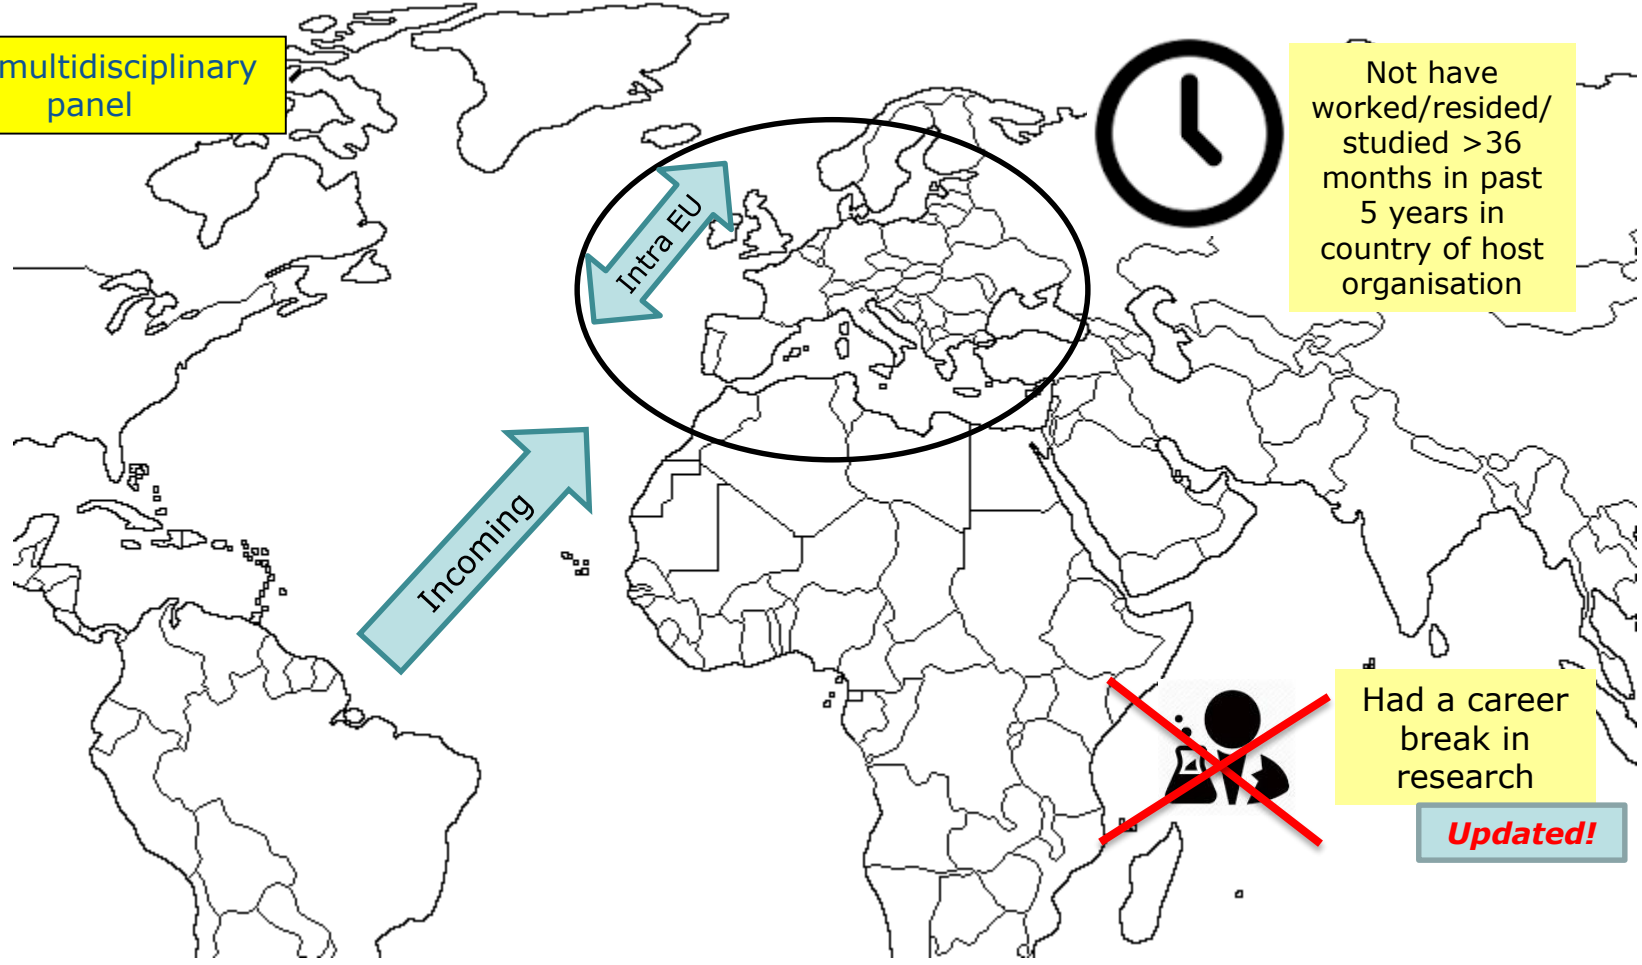 multidisciplinary
panel
Not have
worked/resided/
studied >36
months in past
5 years in
country of host
organisation
Intra EU
Incoming
Had a career
break in
research
Updated!